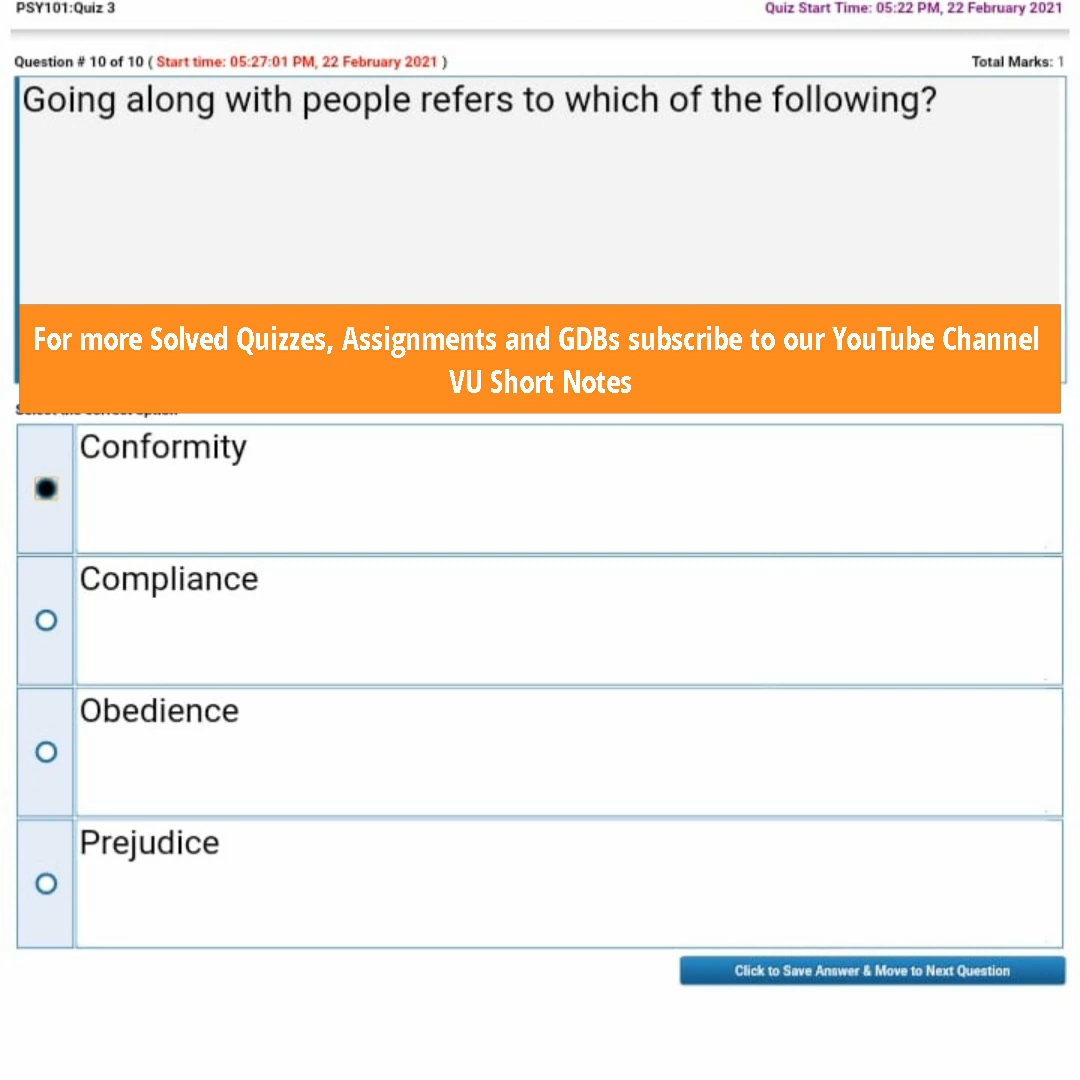 PSY101:Quiz 3
Quiz Start Time: 05:22 PM, 22 February 2021
Question # 10 of 10 ( Start time: 05:27:01 PM, 22 February 2021 )
Total Marks: 1
Going along with people refers to which of the following?
For more Solved Quizzes, Assignments and GDBs subscribe to our YouTube Channel
VU Short Notes
Conformity
Compliance
Obedience
Prejudice
Click to Save Answer & Move to Next Question